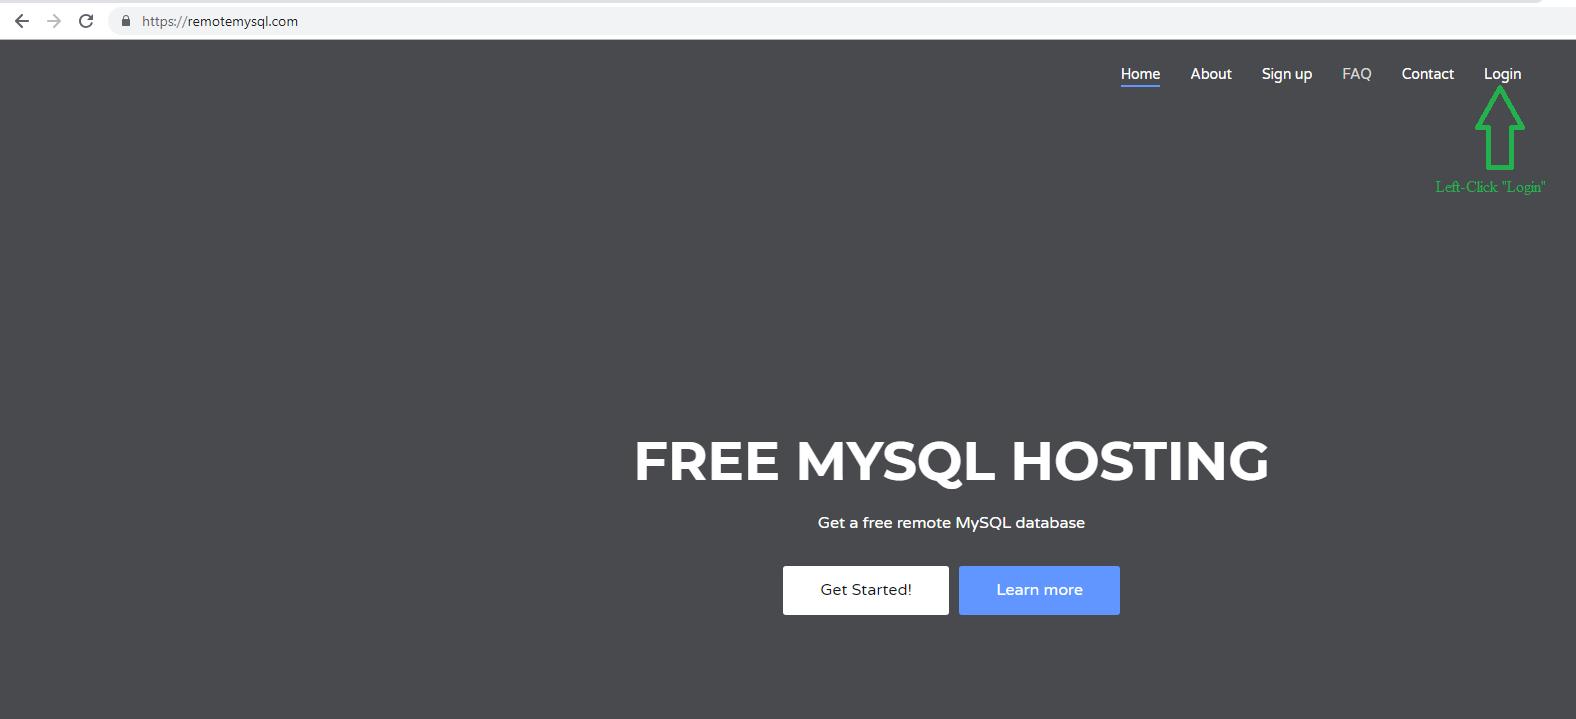 https://remotemysql.com
Home About Sign up FAQ Contact Login
Left-Click "Login"
FREE MYSQL HOSTING
Get a free remote MySQL database
Get Started! Learn more